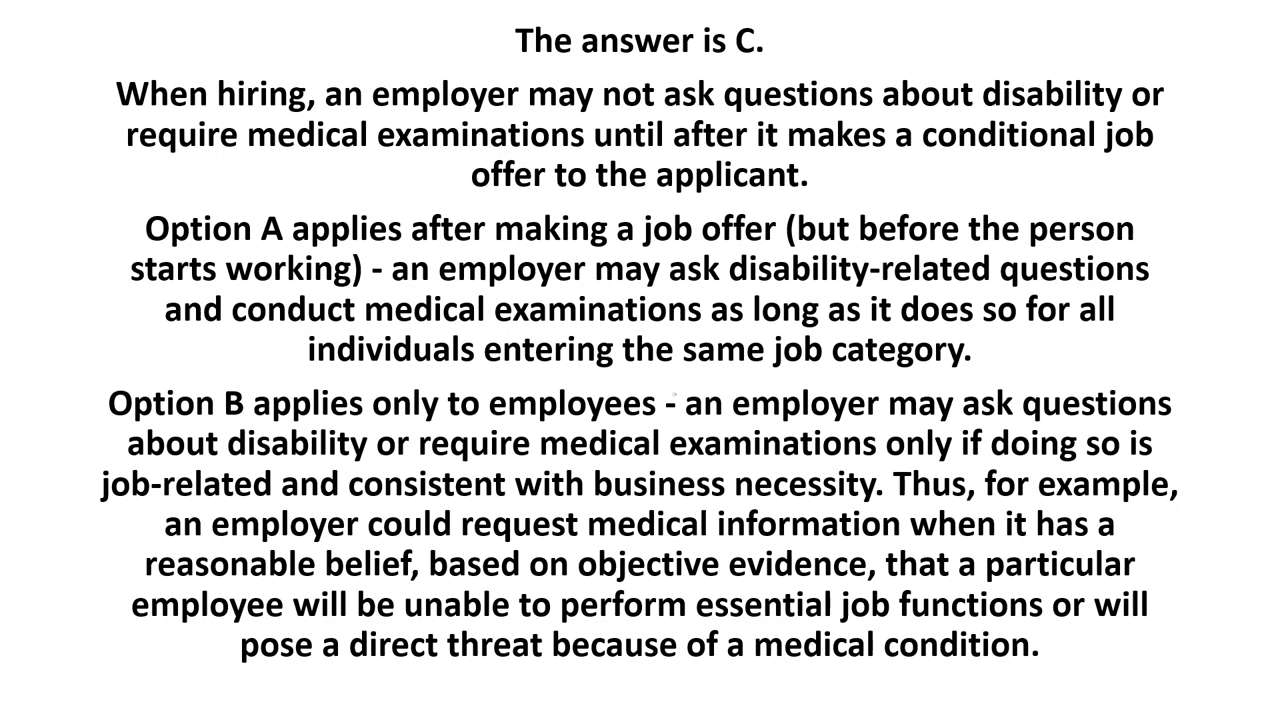 The answer is C.
When hiring, an employer may not ask questions about disability or
require medical examinations until after it makes a conditional job
offer to the applicant.
Option A applies after making a job offer (but before the person
starts working) - an employer may ask disability-related questions
and conduct medical examinations as long as it does so for all
individuals entering the same job category.
Option B applies only to employees - an employer may ask questions
about disability or require medical examinations only if doing so is
job-related and consistent with business necessity. Thus, for example,
an employer could request medical information when it has a
reasonable belief, based on objective evidence, that a particular
employee will be unable to perform essential job functions or will
pose a direct threat because of a medical condition.